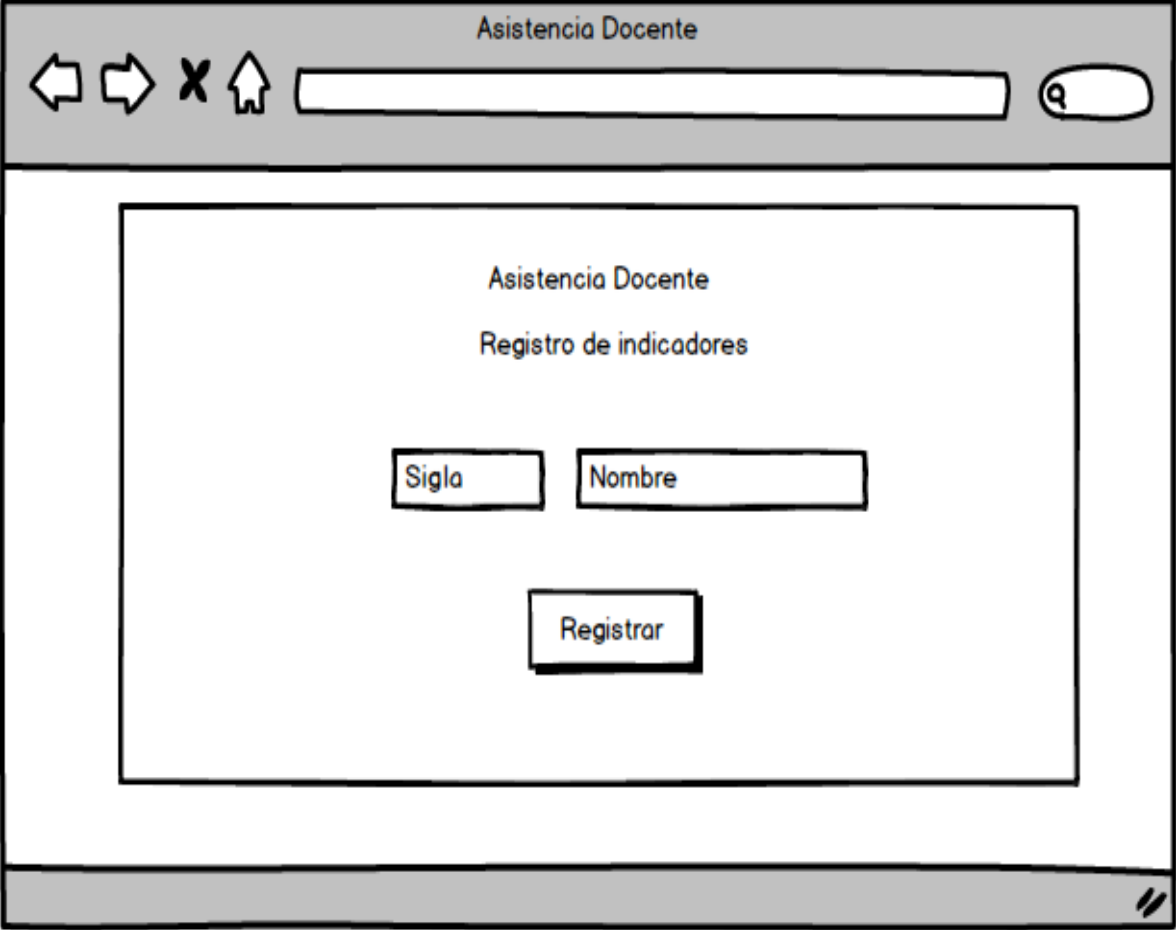 Asistencia Docente
Asistencia Docente
Registro de indicadores
Sigla Nombre
Registrar